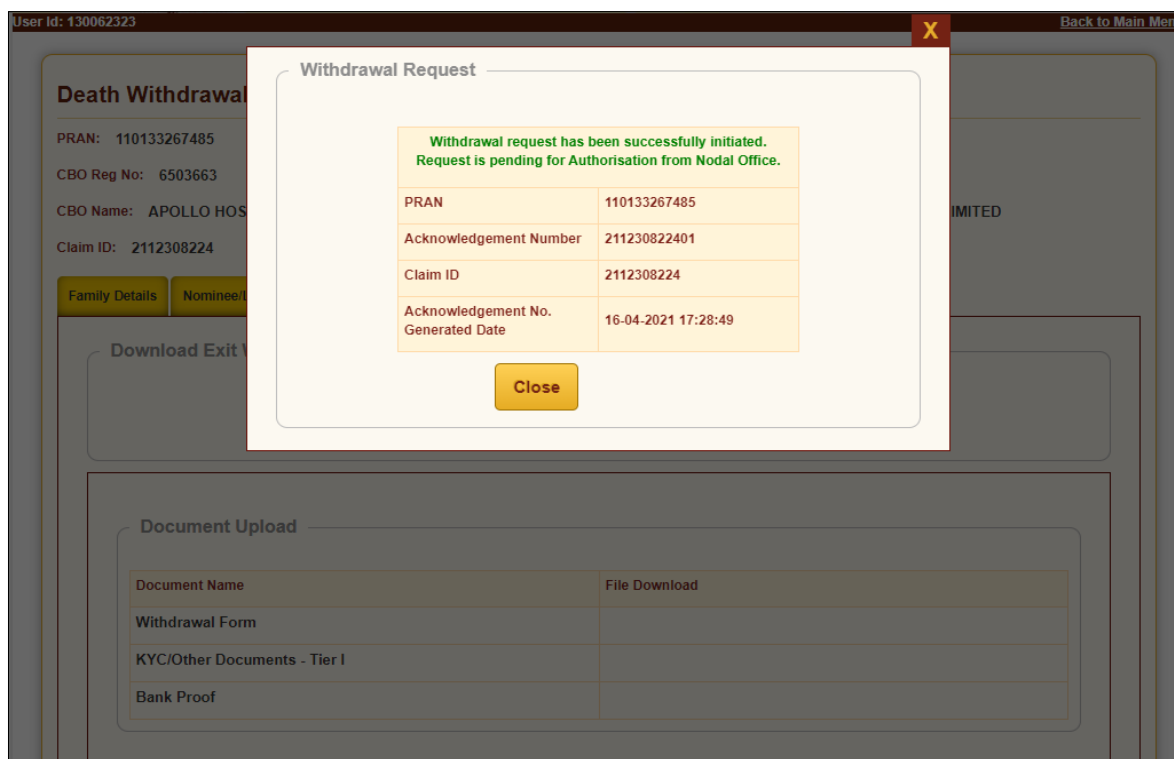 User Id: 130062323
Back to Main Men
X
Withdrawal Request
Death Withdrawal
PRAN: 110133267485
CBO Reg No: 6503663
CBO Name: APOLLO HOS
IMITED
Claim ID: 2112308224
Withdrawal request has been successfully initiated.
Request is pending for Authorisation from Nodal Office.
PRAN 110133267485
Acknowledgement Number 211230822401
Claim ID 2112308224
Acknowledgement No.
Generated Date 16-04-2021 17:28:49
Close
Family Details
Nominee/
Download Exit
Document Upload
Document Name File Download
Withdrawal Form
KYC/Other Documents - Tier I
Bank Proof